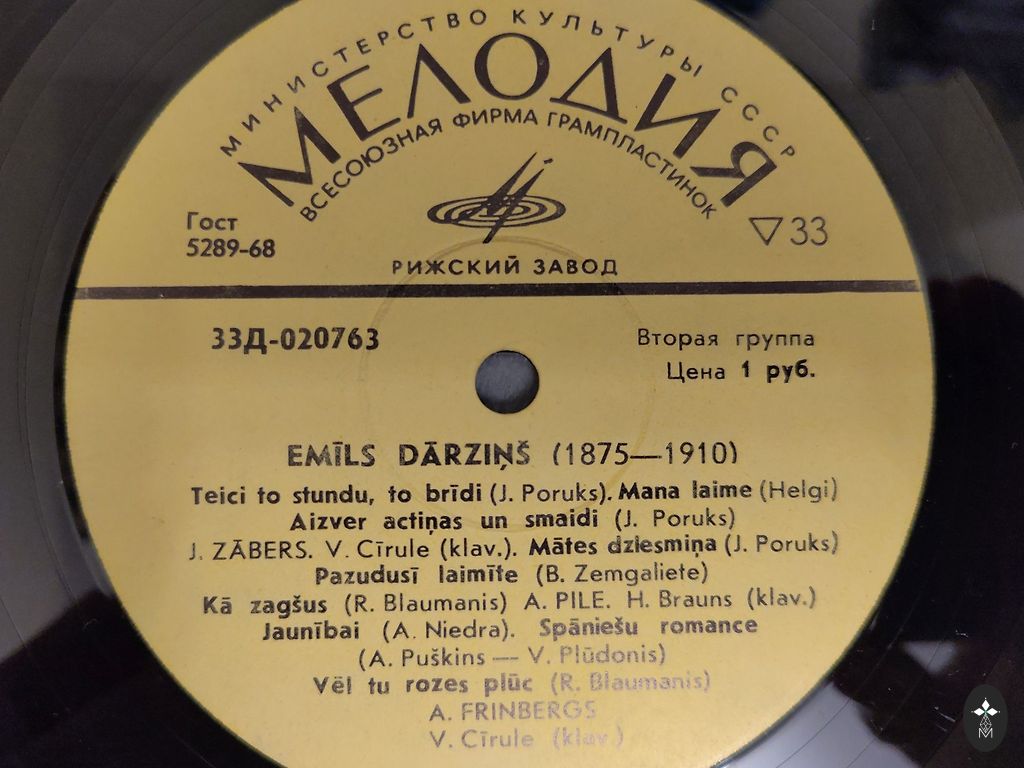 МИНИСТЕРСТВО КУЛЬТУРЫ СССР
МЕЛОДИЯ
ВСЕСОЮЗНАЯ ФИРМА ГРАМПЛАСТИНОК
Гост
5289-68
▽33
РИЖСКИЙ ЗАВОД
33Д-020763
Вторая группа
Цена 1 руб.
EMĪLS DĀRZIŅŠ (1875—1910)
Teici to stundu, to brīdi (J. Poruks). Mana laime (Helgi)
Aizver actiņas un smaidi (J. Poruks)
J. ZĀBERS. V. Cīrule (klav.). Mātes dziesmiņa (J. Poruks)
Pazudusī laimīte (B. Zemgaliete)
Kā zagšus (R. Blaumanis) A. PILE. H. Brauns (klav.)
Jaunībai (A. Niedra). Spāniešu romance
(A. Puškins — V. Plūdonis)
Vēl tu rozes plūc (R. Blaumanis)
A. FRINBERGS
V. Cīrule (klav.)
M